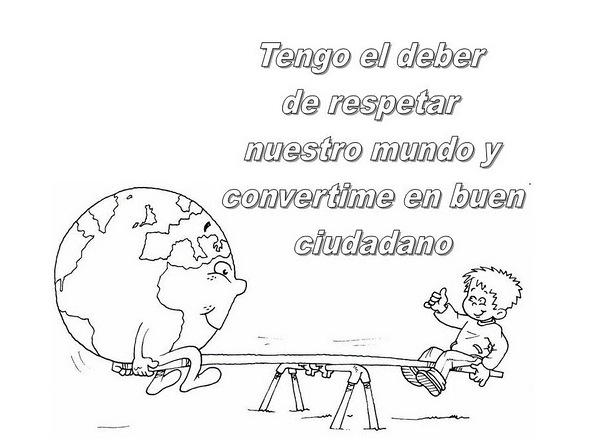 Tengo el deber
de respetar
nuestro mundo y
convertime en buen
ciudadano